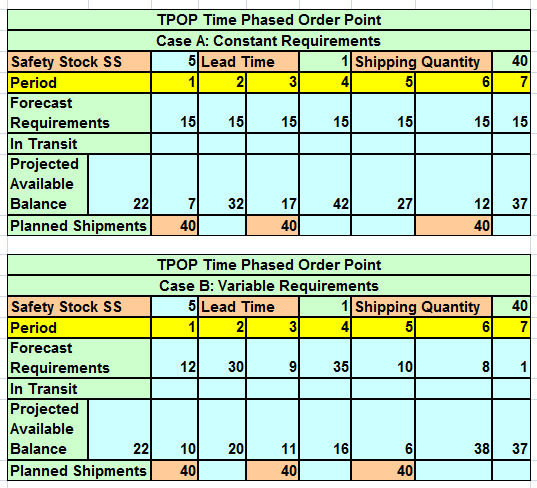 TPOP Time Phased Order Point
Case A: Constant Requirements
Safety Stock SS 5 Lead Time 1 Shipping Quantity 40
Period 1 2 3 4 5 6 7
Forecast
Requirements 15 15 15 15 15 15 15
In Transit
Projected
Available
Balance 22 7 32 17 42 27 12 37
Planned Shipments 40 40 40
TPOP Time Phased Order Point
Case B: Variable Requirements
Safety Stock SS 5 Lead Time 1 Shipping Quantity 40
Period 1 2 3 4 5 6 7
Forecast
Requirements 12 30 9 35 10 8 1
In Transit
Projected
Available
Balance 22 10 20 11 16 6 38 37
Planned Shipments 40 40 40